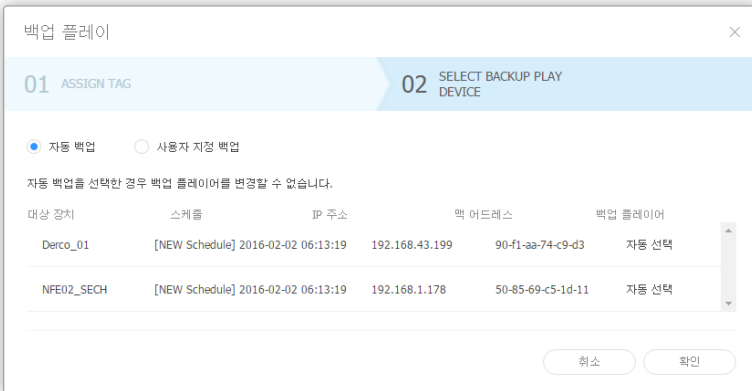 백업 플레이
01 ASSIGN TAG
02 SELECT BACKUP PLAY
DEVICE
자동 백업 사용자 지정 백업
자동 백업을 선택한 경우 백업 플레이어를 변경할 수 없습니다.
대상 장치 스케줄 IP 주소 맥 어드레스 백업 플레이어
Derco_01 [NEW Schedule] 2016-02-02 06:13:19 192.168.43.199 90-f1-aa-74-c9-d3 자동 선택
NFE02_SECH [NEW Schedule] 2016-02-02 06:13:19 192.168.1.178 50-85-69-c5-1d-11 자동 선택
취소 확인